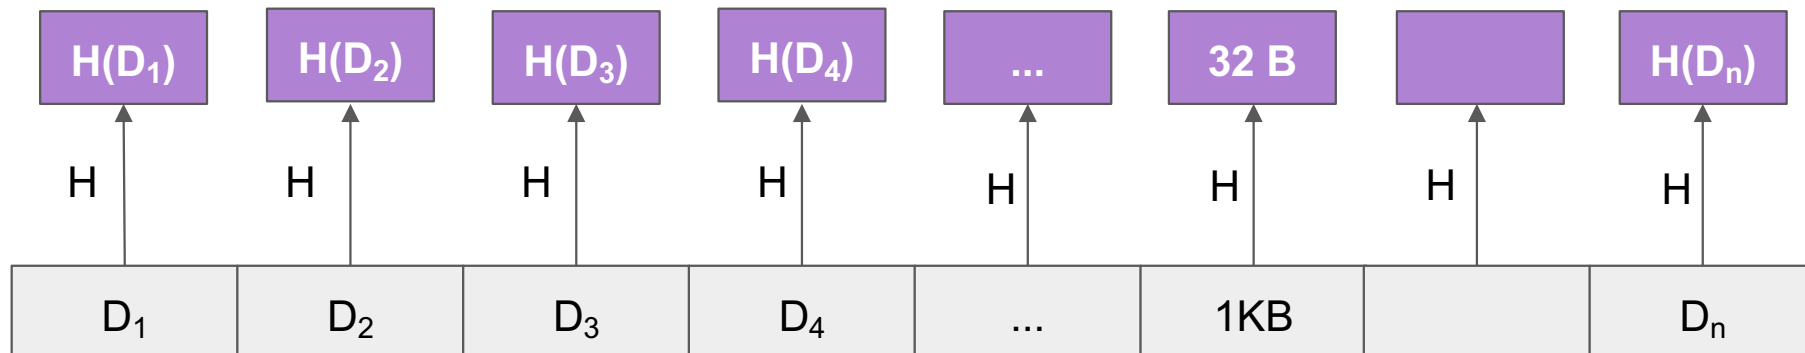 H(D₁) H(D₂) H(D₃) H(D₄) ... 32 B H(Dₙ)
H H H H H H H H
D₁ D₂ D₃ D₄ ... 1KB Dₙ